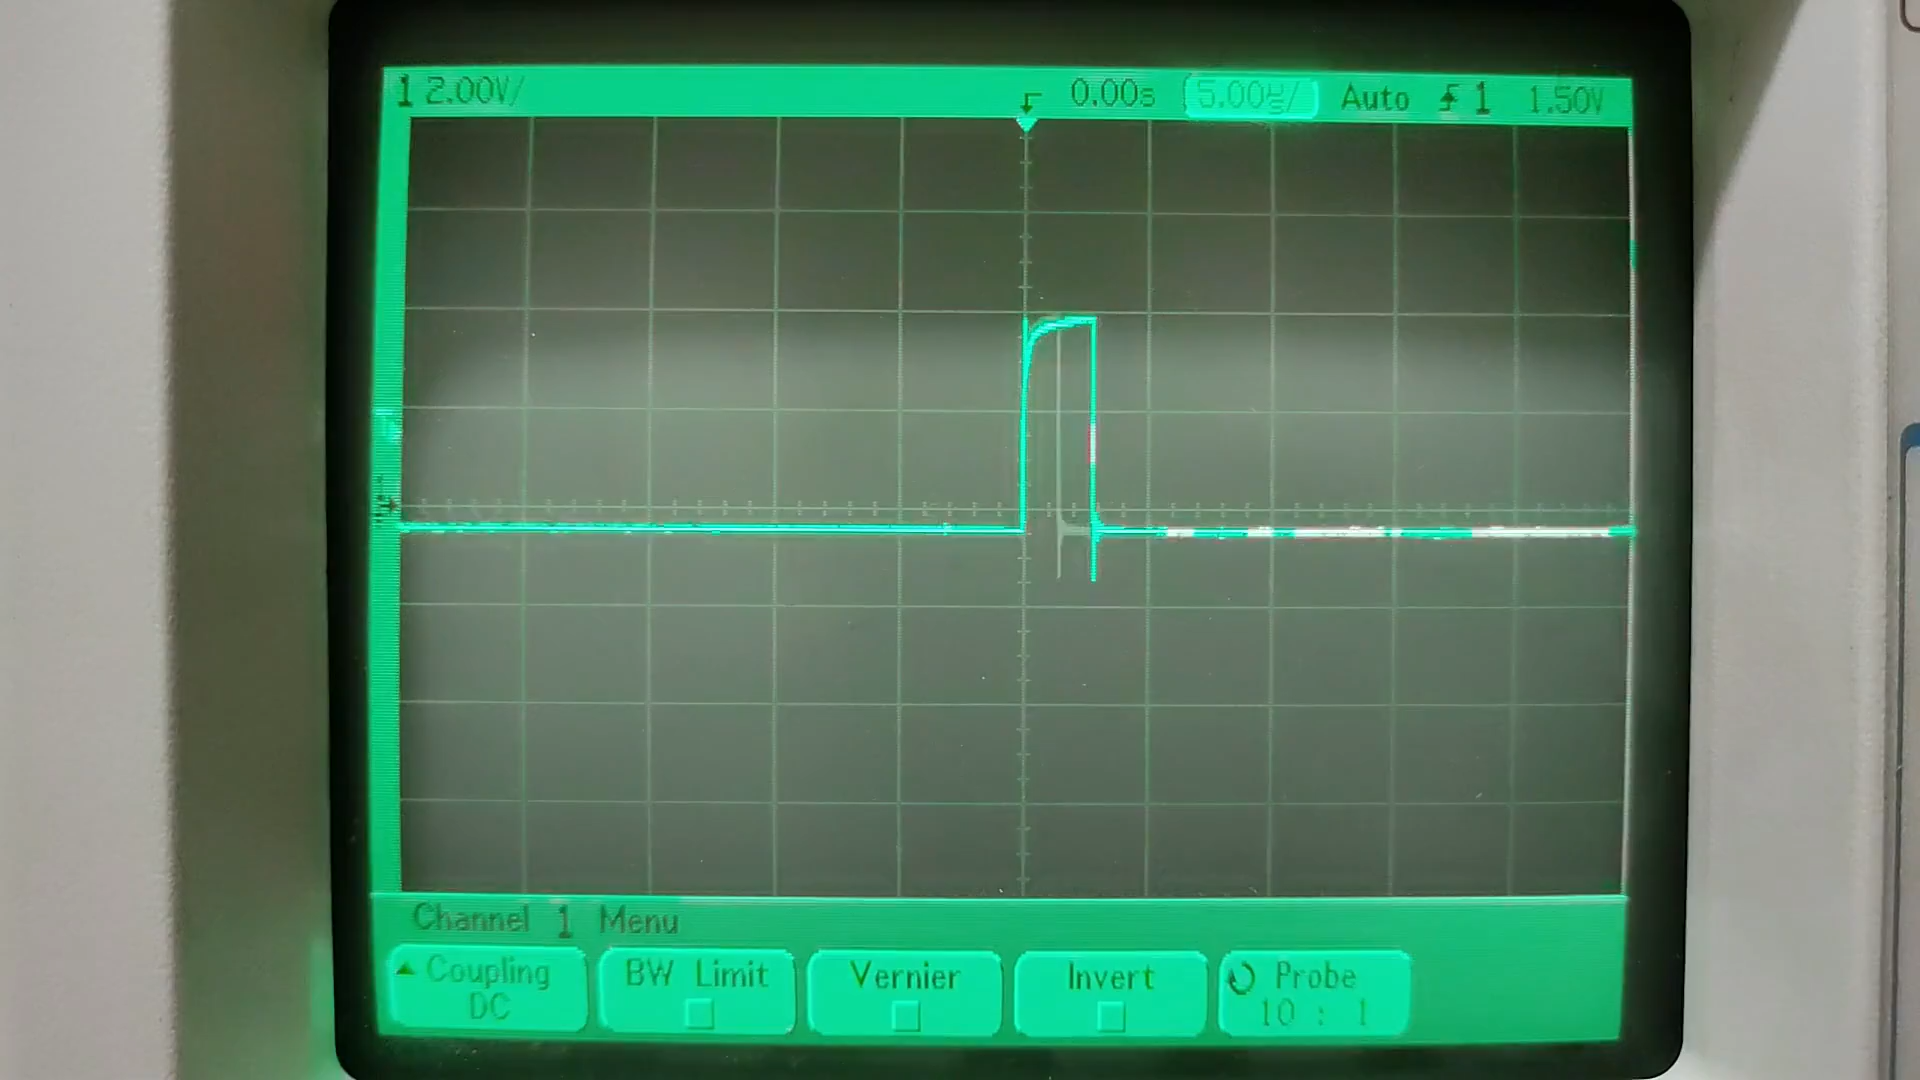 1 2.00V/ 0.00s 5.00µs/ Auto 1 1.50V
Channel 1 Menu
Coupling BW Limit Vernier Invert Probe
DC 10 : 1